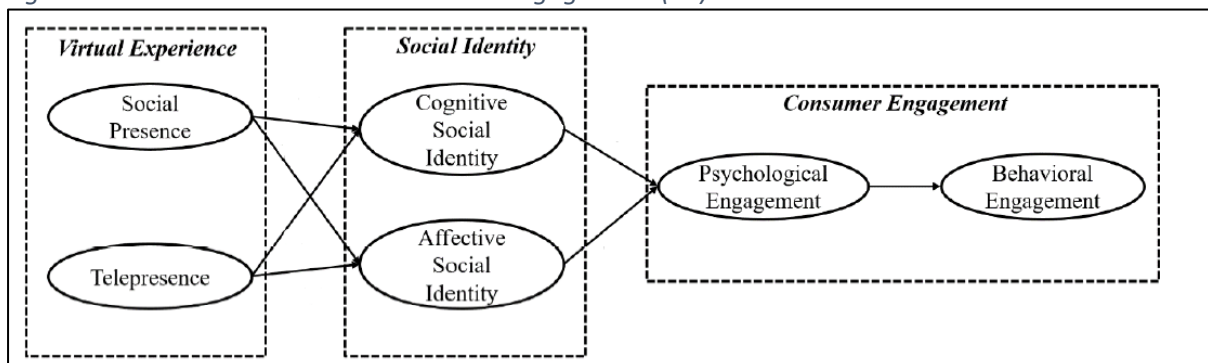 Virtual Experience
Social
Presence
Telepresence
Social Identity
Cognitive
Social
Identity
Affective
Social
Identity
Consumer Engagement
Psychological
Engagement
Behavioral
Engagement